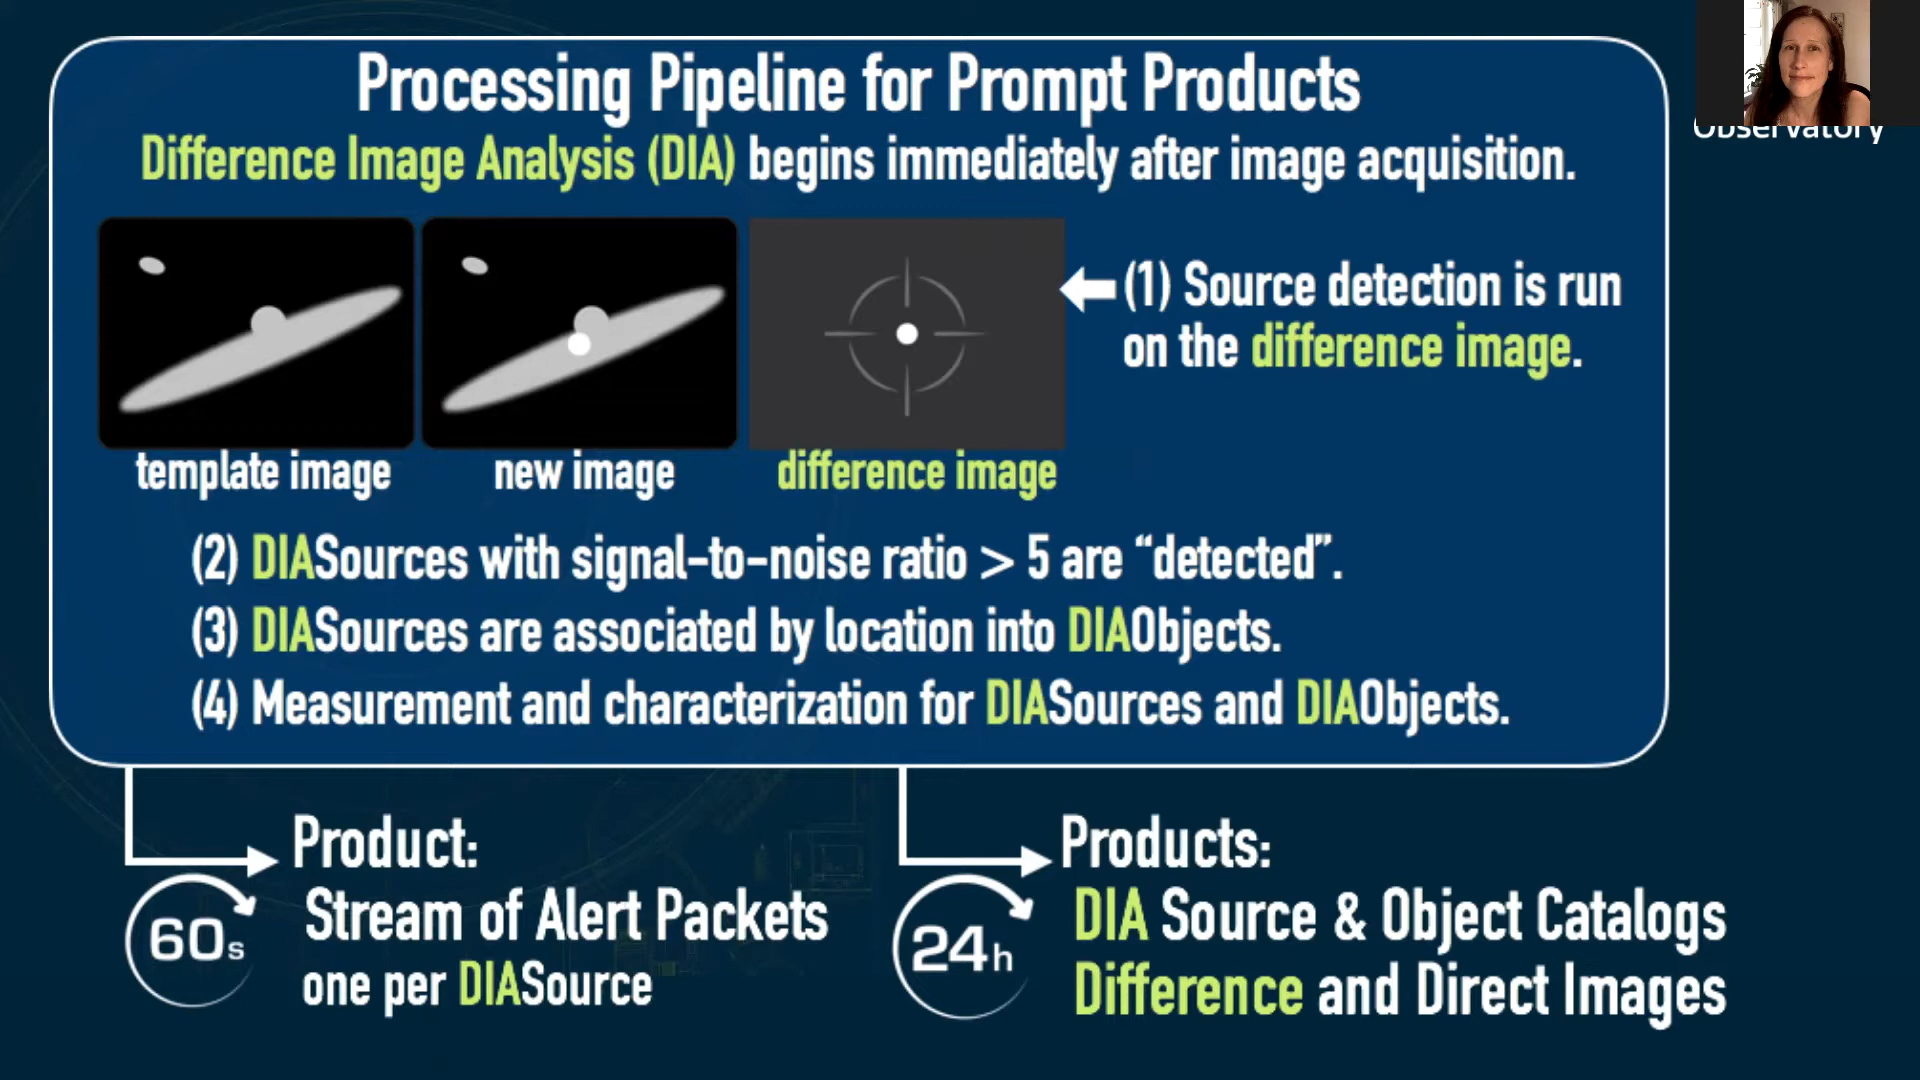 Processing Pipeline for Prompt Products
Difference Image Analysis (DIA) begins immediately after image acquisition.
(1) Source detection is run
on the difference image.
template image
new image
difference image
(2) DIASources with signal-to-noise ratio > 5 are “detected”.
(3) DIASources are associated by location into DIAObjects.
(4) Measurement and characterization for DIASources and DIAObjects.
Product:
60s
Stream of Alert Packets
one per DIASource
Products:
24h
DIA Source & Object Catalogs
Difference and Direct Images
Observatory